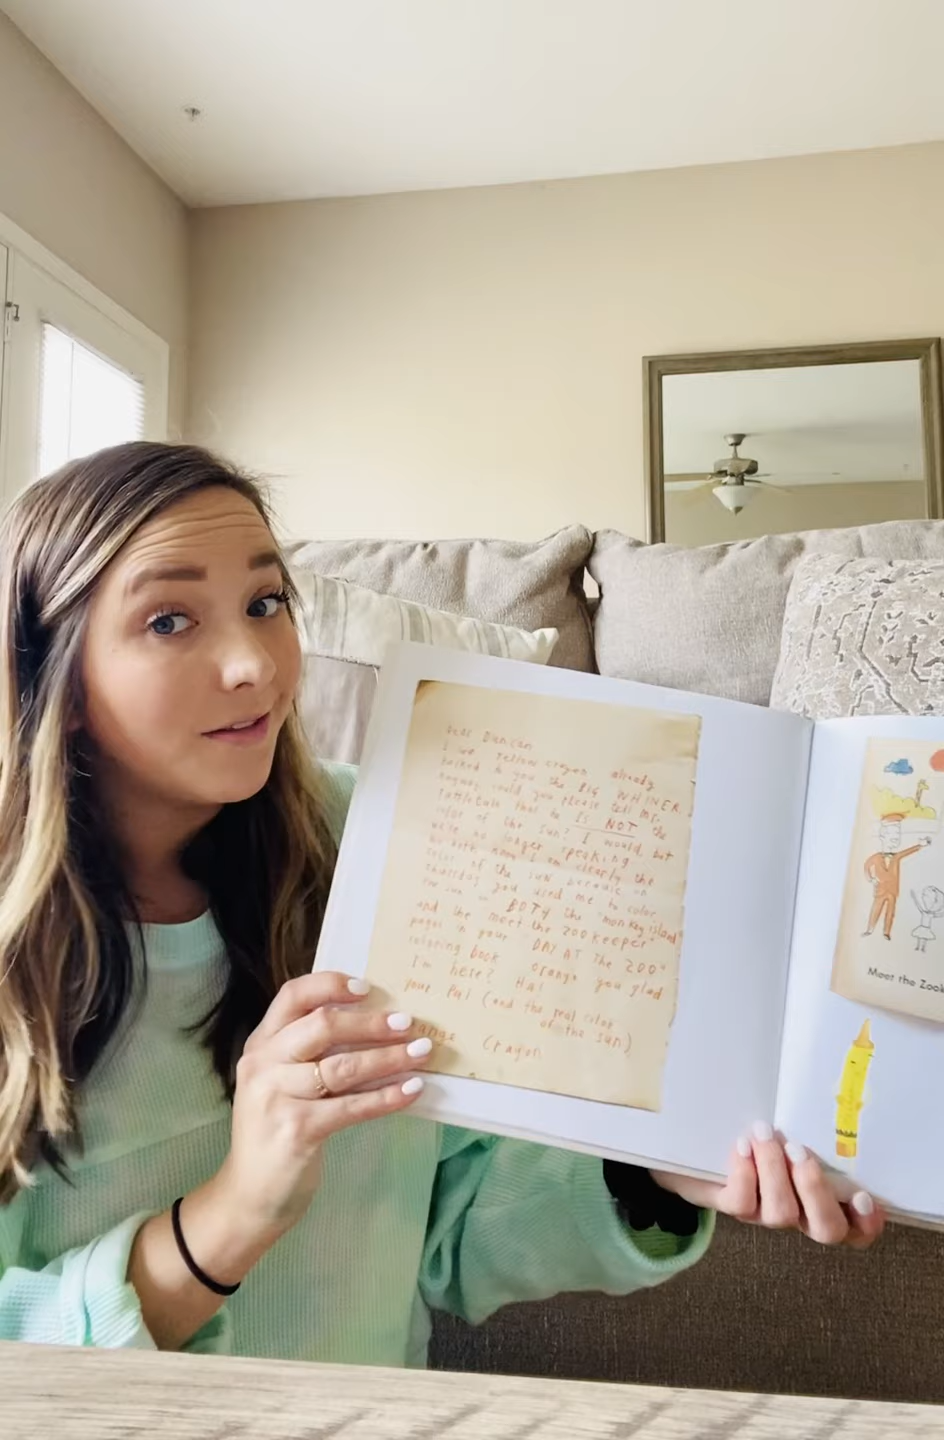 Dear Duncan
I see Yellow Crayon already
talked to you the BIG WHINER.
anyway could you please tell Mr.
Tattletale that he IS NOT the
color of the sun? I would, but
we're no longer speaking.
We both know I am clearly the
color of the sun because on
thursday you used me to color
the sun on BOTH the "monkey island"
and the "meet the zookeeper"
pages in your "DAY AT THE ZOO"
coloring book. orange you glad
I'm here? HA!
your Pal (and the real color
of the sun)
Crayon
Meet the